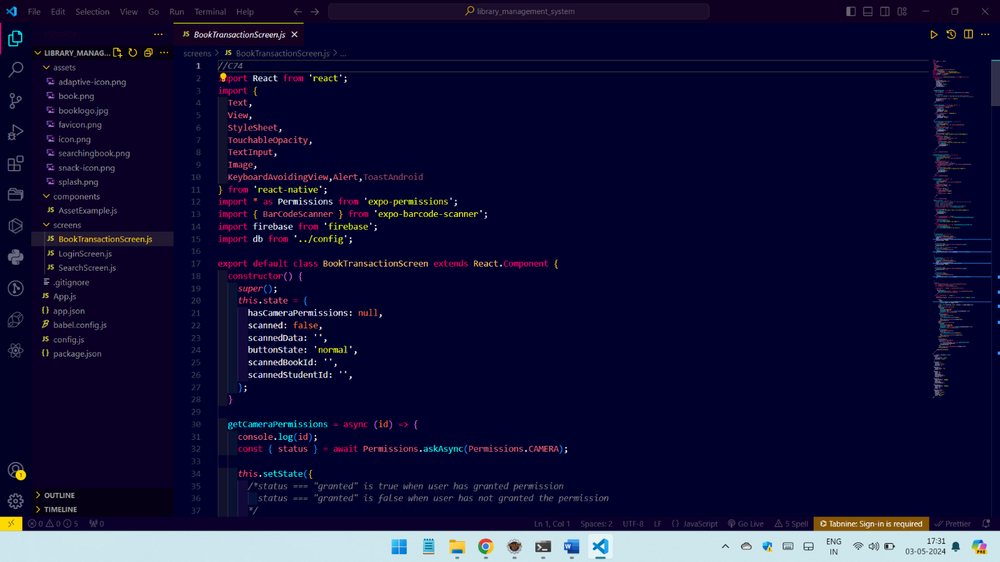 File Edit Selection View Go Run Terminal Help
library_management_system
EXPLORER
BookTransactionScreen.js
LIBRARY_MANAG...
screens > BookTransactionScreen.js > ...
assets
adaptive-icon.png
book.png
booklogo.jpg
favicon.png
icon.png
searchingbook.png
snack-icon.png
splash.png
components
JS AssetExample.js
screens
JS BookTransactionScreen.js
JS LoginScreen.js
JS SearchScreen.js
.gitignore
JS App.js
{} app.json
babel.config.js
JS config.js
{} package.json
OUTLINE
TIMELINE
1 //C74
2 import React from 'react';
3 import {
4 Text,
5 View,
6 StyleSheet,
7 TouchableOpacity,
8 TextInput,
9 Image,
10 KeyboardAvoidingView,Alert,ToastAndroid
11 } from 'react-native';
12 import * as Permissions from 'expo-permissions';
13 import { BarCodeScanner } from 'expo-barcode-scanner';
14 import firebase from 'firebase';
15 import db from '../config';
16
17 export default class BookTransactionScreen extends React.Component {
18 constructor() {
19 super();
20 this.state = {
21 hasCameraPermissions: null,
22 scanned: false,
23 scannedData: '',
24 buttonState: 'normal',
25 scannedBookId: '',
26 scannedStudentId: '',
27 };
28 }
29
30 getCameraPermissions = async (id) => {
31 console.log(id);
32 const { status } = await Permissions.askAsync(Permissions.CAMERA);
33
34 this.setState({
35 /*status === "granted" is true when user has granted permission
36 status === "granted" is false when user has not granted the permission
37 */
0 0 5 0
Ln 1, Col 1 Spaces: 2 UTF-8 LF {} JavaScript Go Live 5 Spell Tabnine: Sign-in is required Prettier
1
ENG
IN
17:31
03-05-2024
PRE